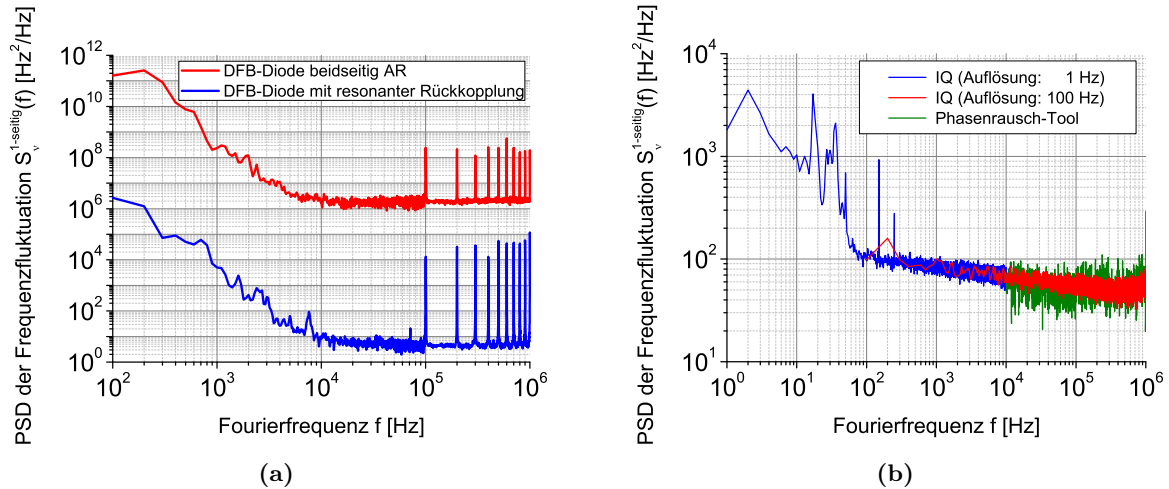 PSD der Frequenzfluktuation S_ν^{1-seitig}(f) [Hz²/Hz]
10^12
10^10
10^8
10^6
10^4
10^2
10^0
DFB-Diode beidseitig AR
DFB-Diode mit resonanter Rückkopplung
10^2 10^3 10^4 10^5 10^6
Fourierfrequenz f [Hz]
(a)
PSD der Frequenzfluktuation S_ν^{1-seitig}(f) [Hz²/Hz]
10^4
10^3
10^2
10^1
IQ (Auflösung: 1 Hz)
IQ (Auflösung: 100 Hz)
Phasenrausch-Tool
10^0 10^1 10^2 10^3 10^4 10^5 10^6
Fourierfrequenz f [Hz]
(b)